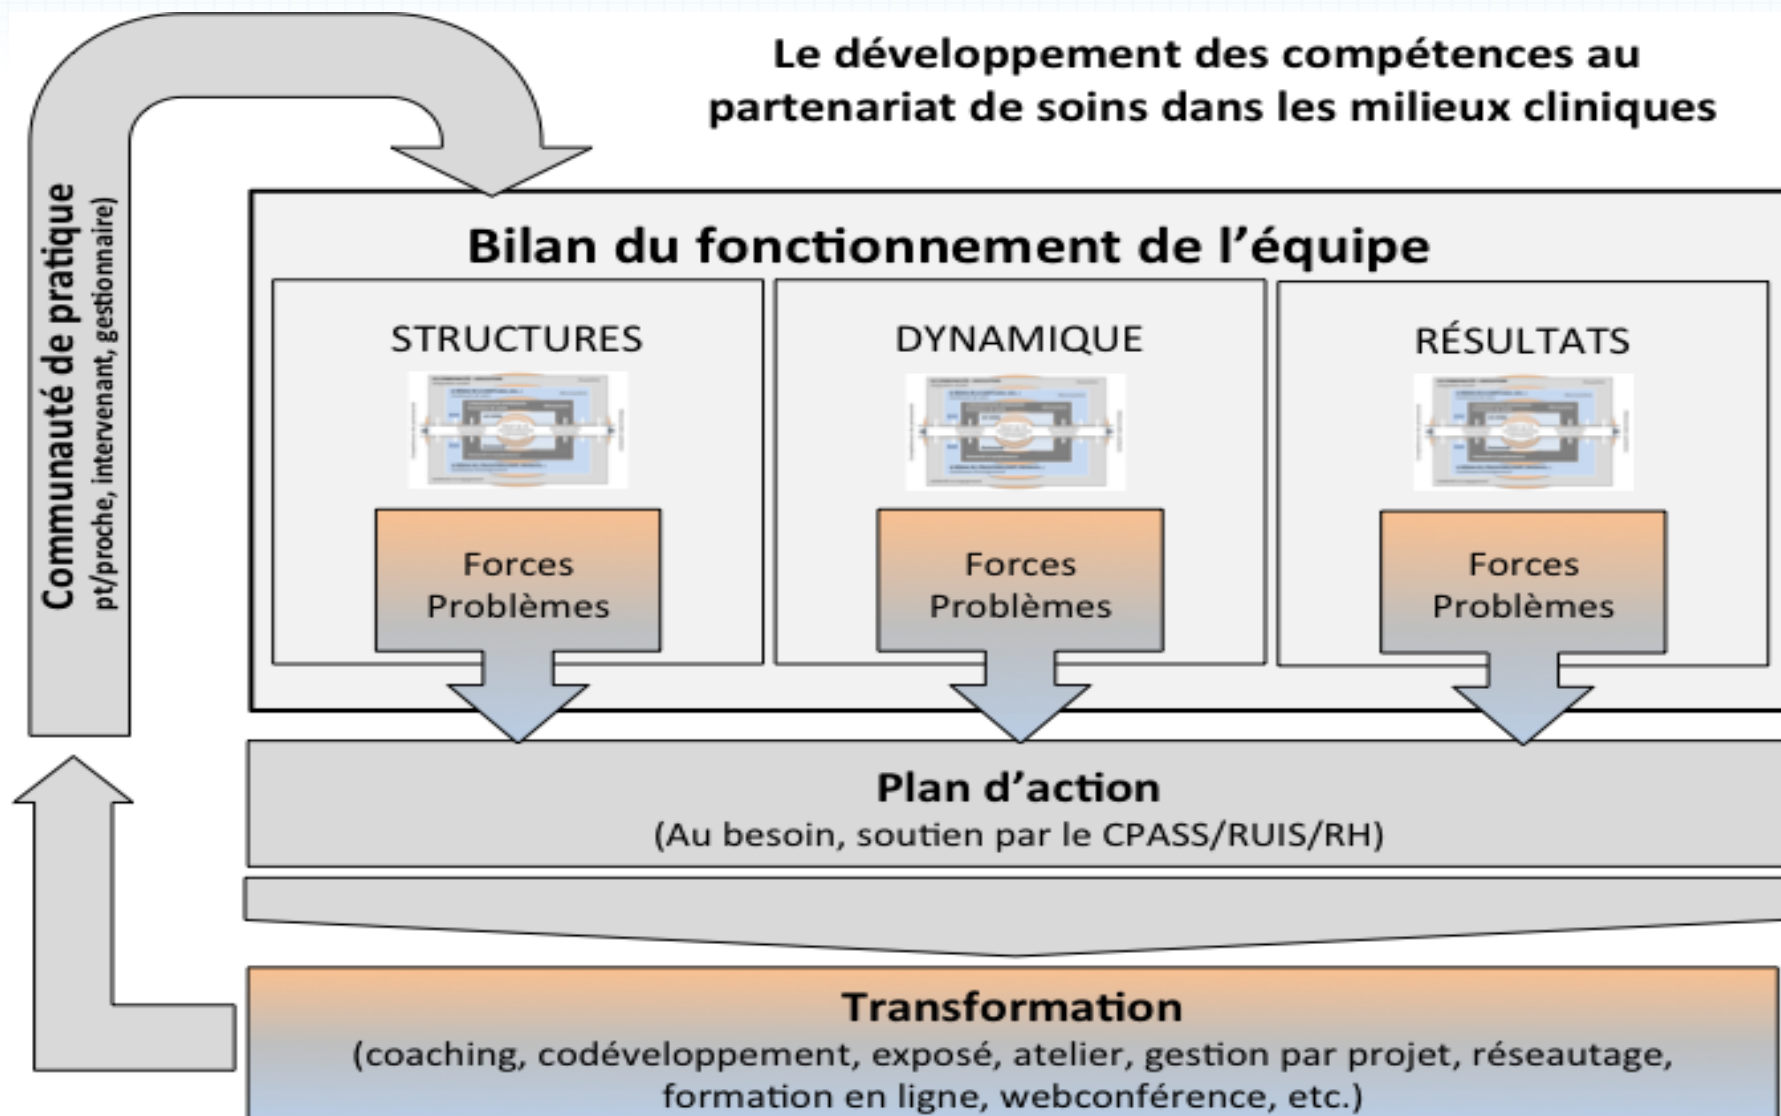 Le développement des compétences au
partenariat de soins dans les milieux cliniques
Communauté de pratique
pt/proche, intervenant, gestionnaire)
Bilan du fonctionnement de l’équipe
STRUCTURES
DYNAMIQUE
RÉSULTATS
Forces
Problèmes
Forces
Problèmes
Forces
Problèmes
Plan d’action
(Au besoin, soutien par le CPASS/RUIS/RH)
Transformation
(coaching, codéveloppement, exposé, atelier, gestion par projet, réseautage,
formation en ligne, webconférence, etc.)